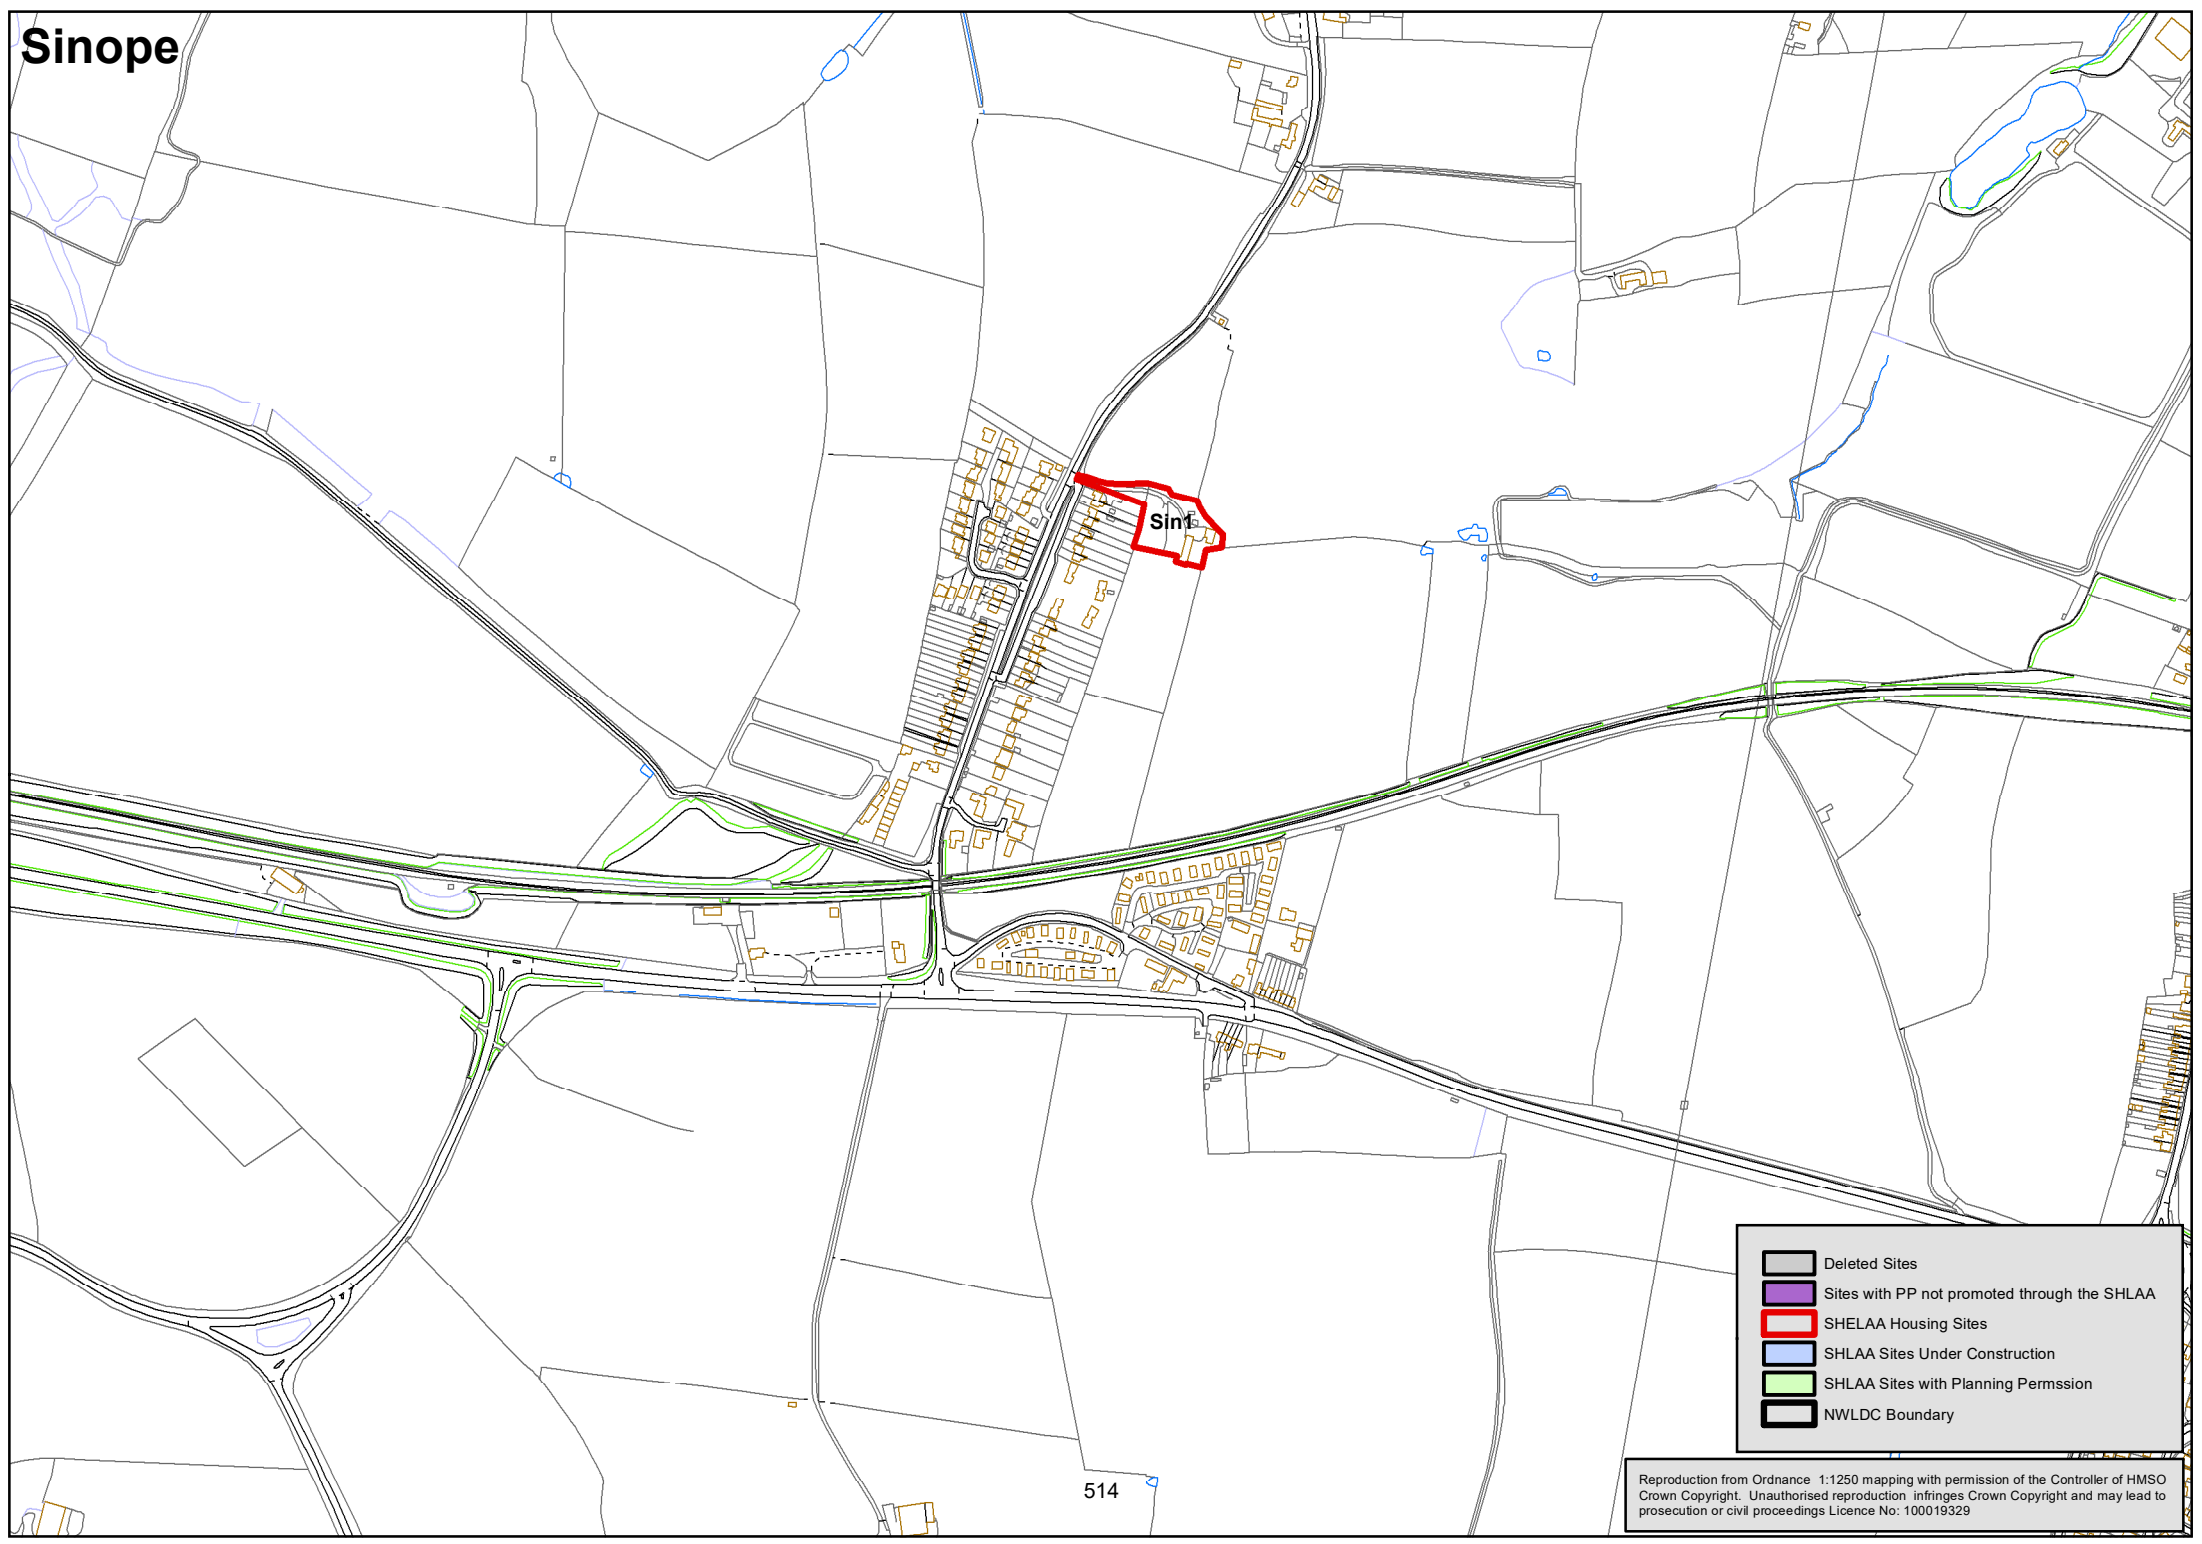 Sinope
Sin1
Deleted Sites
Sites with PP not promoted through the SHLAA
SHELAA Housing Sites
SHLAA Sites Under Construction
SHLAA Sites with Planning Permssion
NWLDC Boundary
514
Reproduction from Ordnance 1:1250 mapping with permission of the Controller of HMSO
Crown Copyright. Unauthorised reproduction infringes Crown Copyright and may lead to
prosecution or civil proceedings Licence No: 100019329